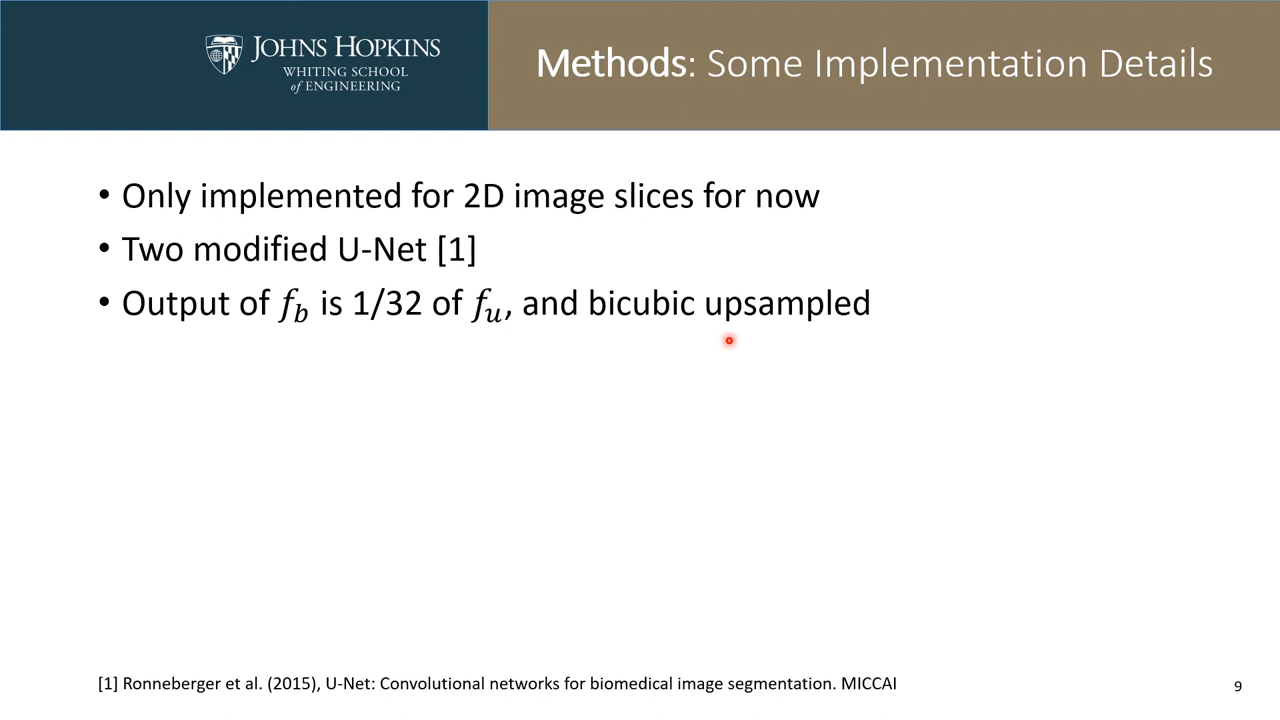 JOHNS HOPKINS
WHITING SCHOOL
of ENGINEERING
Methods: Some Implementation Details
• Only implemented for 2D image slices for now
• Two modified U-Net [1]
• Output of f_b is 1/32 of f_u, and bicubic upsampled
[1] Ronneberger et al. (2015), U-Net: Convolutional networks for biomedical image segmentation. MICCAI
9